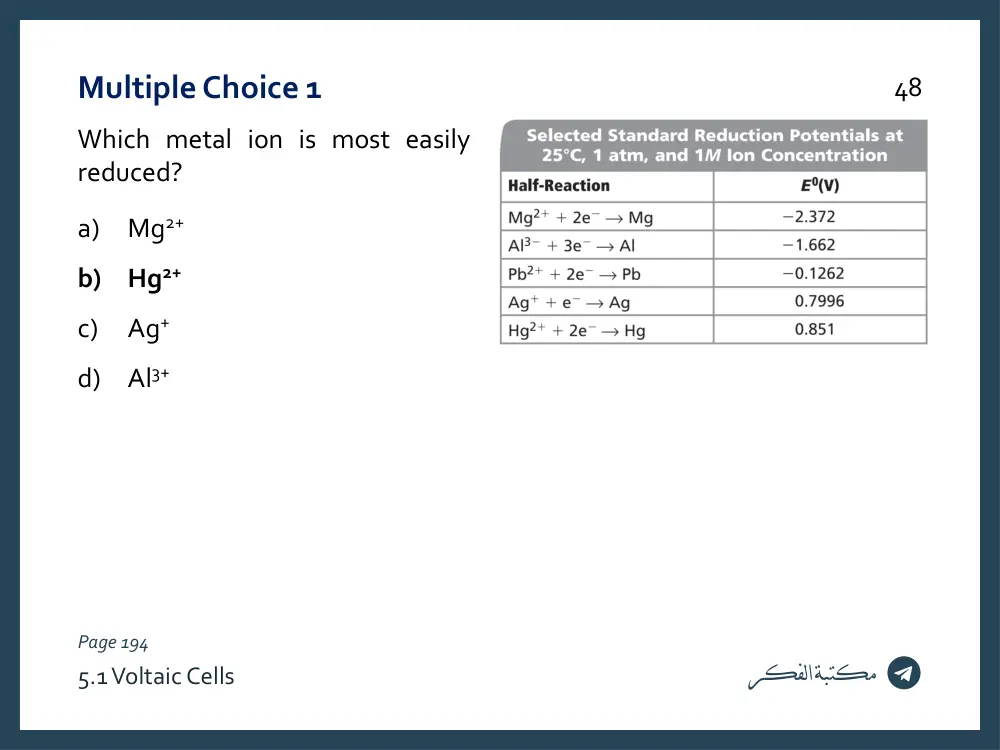 Multiple Choice 1
48
Which metal ion is most easily
reduced?
a) Mg²⁺
b) Hg²⁺
c) Ag⁺
d) Al³⁺
Selected Standard Reduction Potentials at
25°C, 1 atm, and 1M Ion Concentration
Half-Reaction E⁰(V)
Mg²⁺ + 2e⁻ → Mg −2.372
Al³⁻ + 3e⁻ → Al −1.662
Pb²⁺ + 2e⁻ → Pb −0.1262
Ag⁺ + e⁻ → Ag 0.7996
Hg²⁺ + 2e⁻ → Hg 0.851
Page 194
5.1 Voltaic Cells
مكتبة الفكر